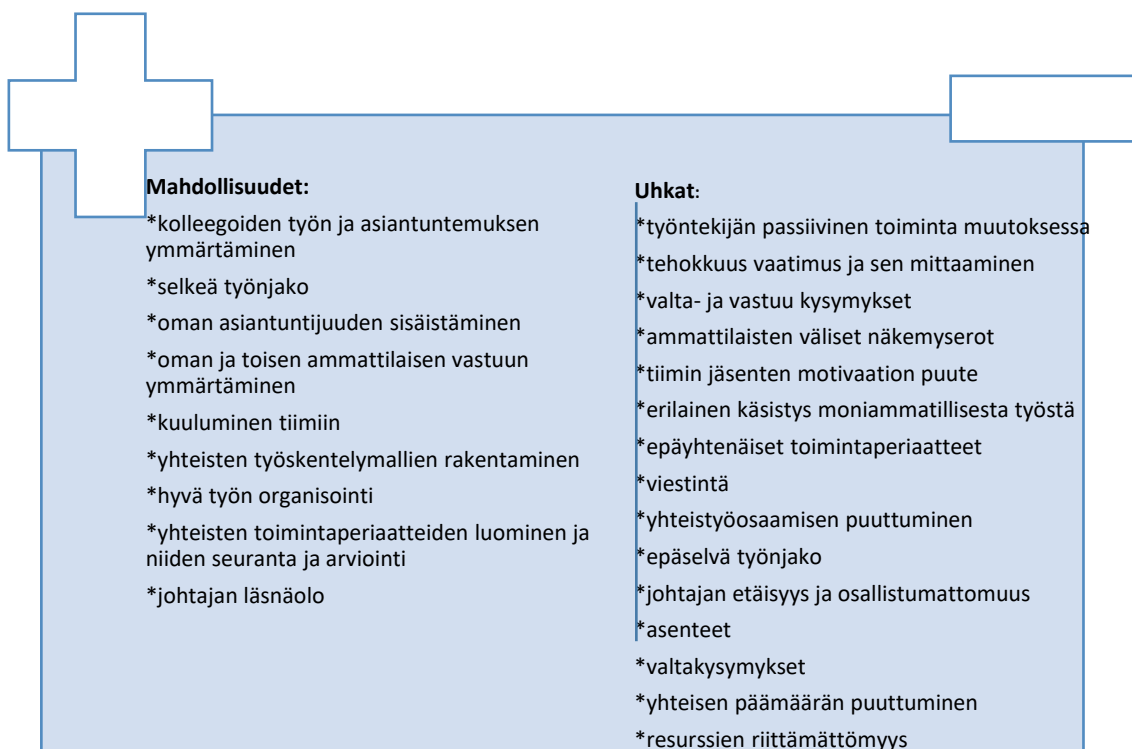 Mahdollisuudet:
*kolleegoiden työn ja asiantuntemuksen
ymmärtäminen
*selkeä työnjako
*oman asiantuntijuuden sisäistäminen
*oman ja toisen ammattilaisen vastuun
ymmärtäminen
*kuuluminen tiimiin
*yhteisten työskentelymallien rakentaminen
*hyvä työn organisointi
*yhteisten toimintaperiaatteiden luominen ja
niiden seuranta ja arviointi
*johtajan läsnäolo
Uhkat:
*työntekijän passiivinen toiminta muutoksessa
*tehokkuus vaatimus ja sen mittaaminen
*valta- ja vastuu kysymykset
*ammattilaisten väliset näkemyserot
*tiimin jäsenten motivaation puute
*erilainen käsistys moniammatillisesta työstä
*epäyhtenäiset toimintaperiaatteet
*viestintä
*yhteistyöosaamisen puuttuminen
*epäselvä työnjako
*johtajan etäisyys ja osallistumattomuus
*asenteet
*valtakysymykset
*yhteisen päämäärän puuttuminen
*resurssien riittämättömyys